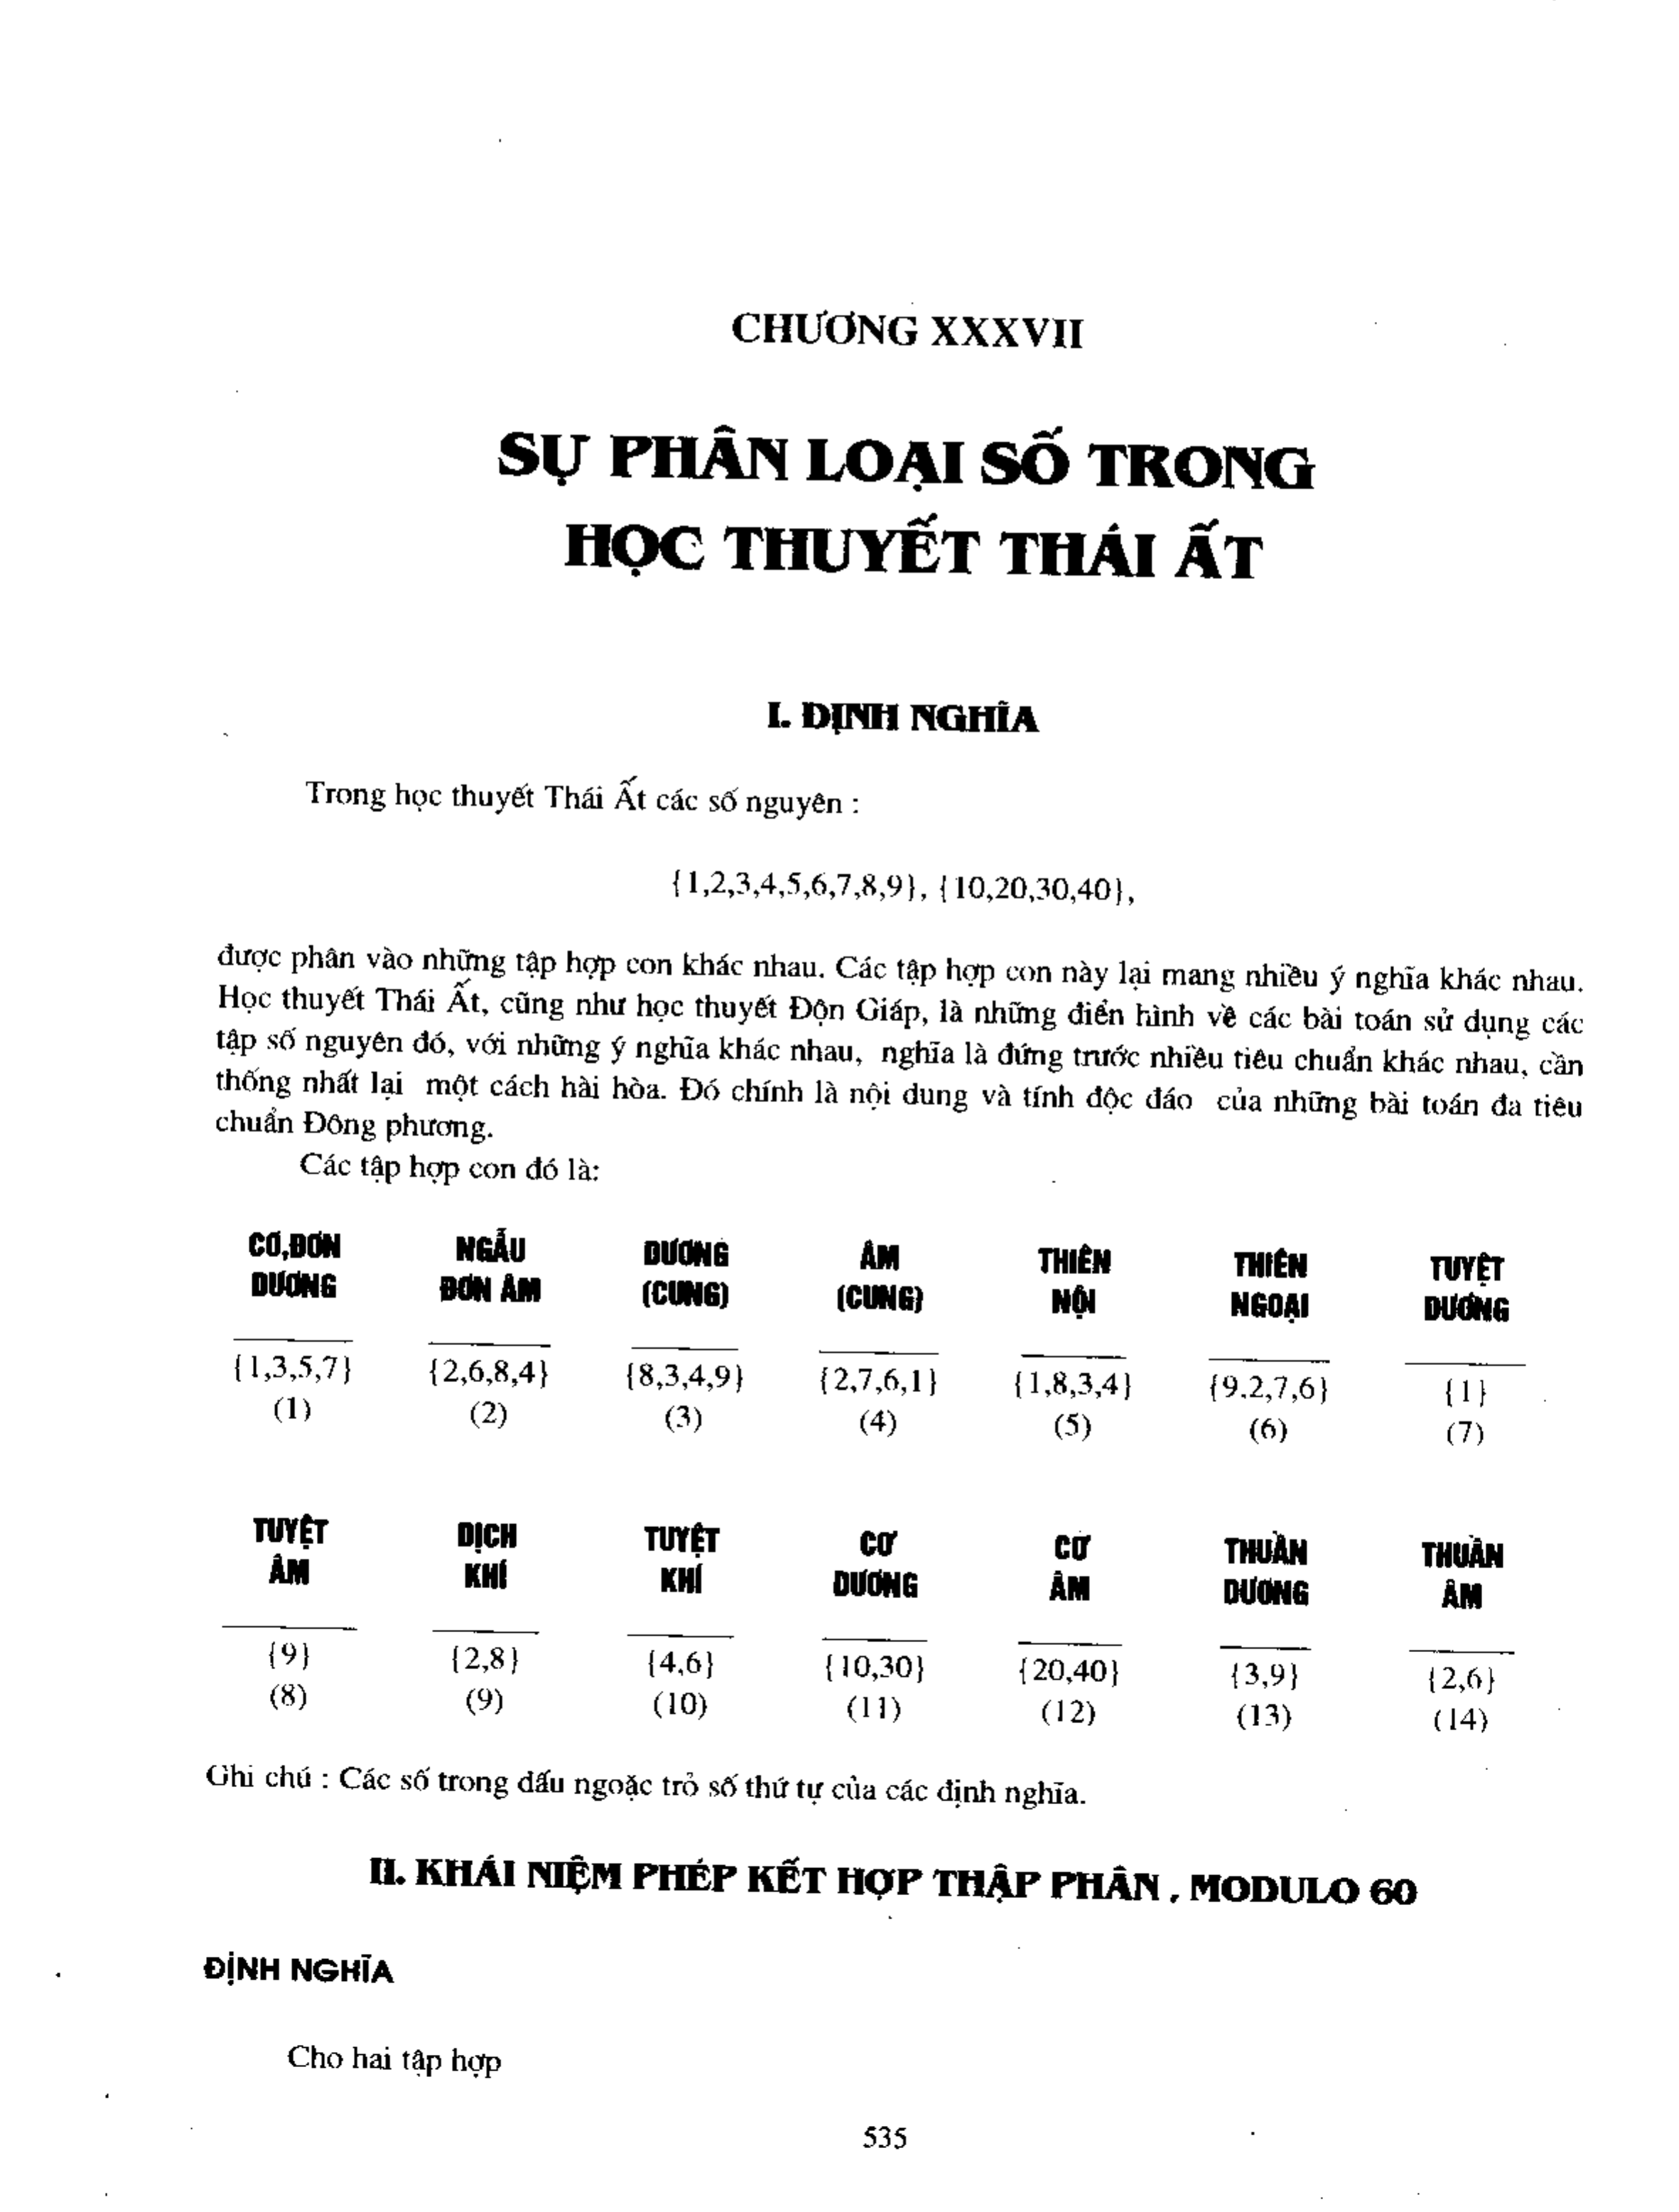 CHƯƠNG XXXVII
SỰ PHÂN LOẠI SỐ TRONG
HỌC THUYẾT THÁI ẤT
I. ĐỊNH NGHĨA
Trong học thuyết Thái Ất các số nguyên :
{1,2,3,4,5,6,7,8,9}, {10,20,30,40},
được phân vào những tập hợp con khác nhau. Các tập hợp con này lại mang nhiều ý nghĩa khác nhau.
Học thuyết Thái Ất, cũng như học thuyết Độn Giáp, là những điển hình về các bài toán sử dụng các
tập số nguyên đó, với những ý nghĩa khác nhau, nghĩa là đứng trước nhiều tiêu chuẩn khác nhau, cần
thống nhất lại một cách hài hòa. Đó chính là nội dung và tính độc đáo của những bài toán đa tiêu
chuẩn Đông phương.
Các tập hợp con đó là:
CƠ,ĐƠN NGẪU DƯƠNG ÂM THIÊN THIÊN TUYỆT
DƯƠNG ĐƠN ÂM (CUNG) (CUNG) NỘI NGOẠI DƯƠNG
{1,3,5,7} {2,6,8,4} {8,3,4,9} {2,7,6,1} {1,8,3,4} {9.2,7,6} {1}
(1) (2) (3) (4) (5) (6) (7)
TUYỆT DỊCH TUYỆT CƠ CƠ THUẦN THUẦN
ÂM KHÍ KHÍ DƯƠNG ÂM DƯƠNG ÂM
{9} {2,8} {4,6} {10,30} {20,40} {3,9} {2,6}
(8) (9) (10) (11) (12) (13) (14)
Ghi chú : Các số trong dấu ngoặc trỏ số thứ tự của các định nghĩa.
II. KHÁI NIỆM PHÉP KẾT HỢP THẬP PHÂN . MODULO 60
ĐỊNH NGHĨA
Cho hai tập hợp
535